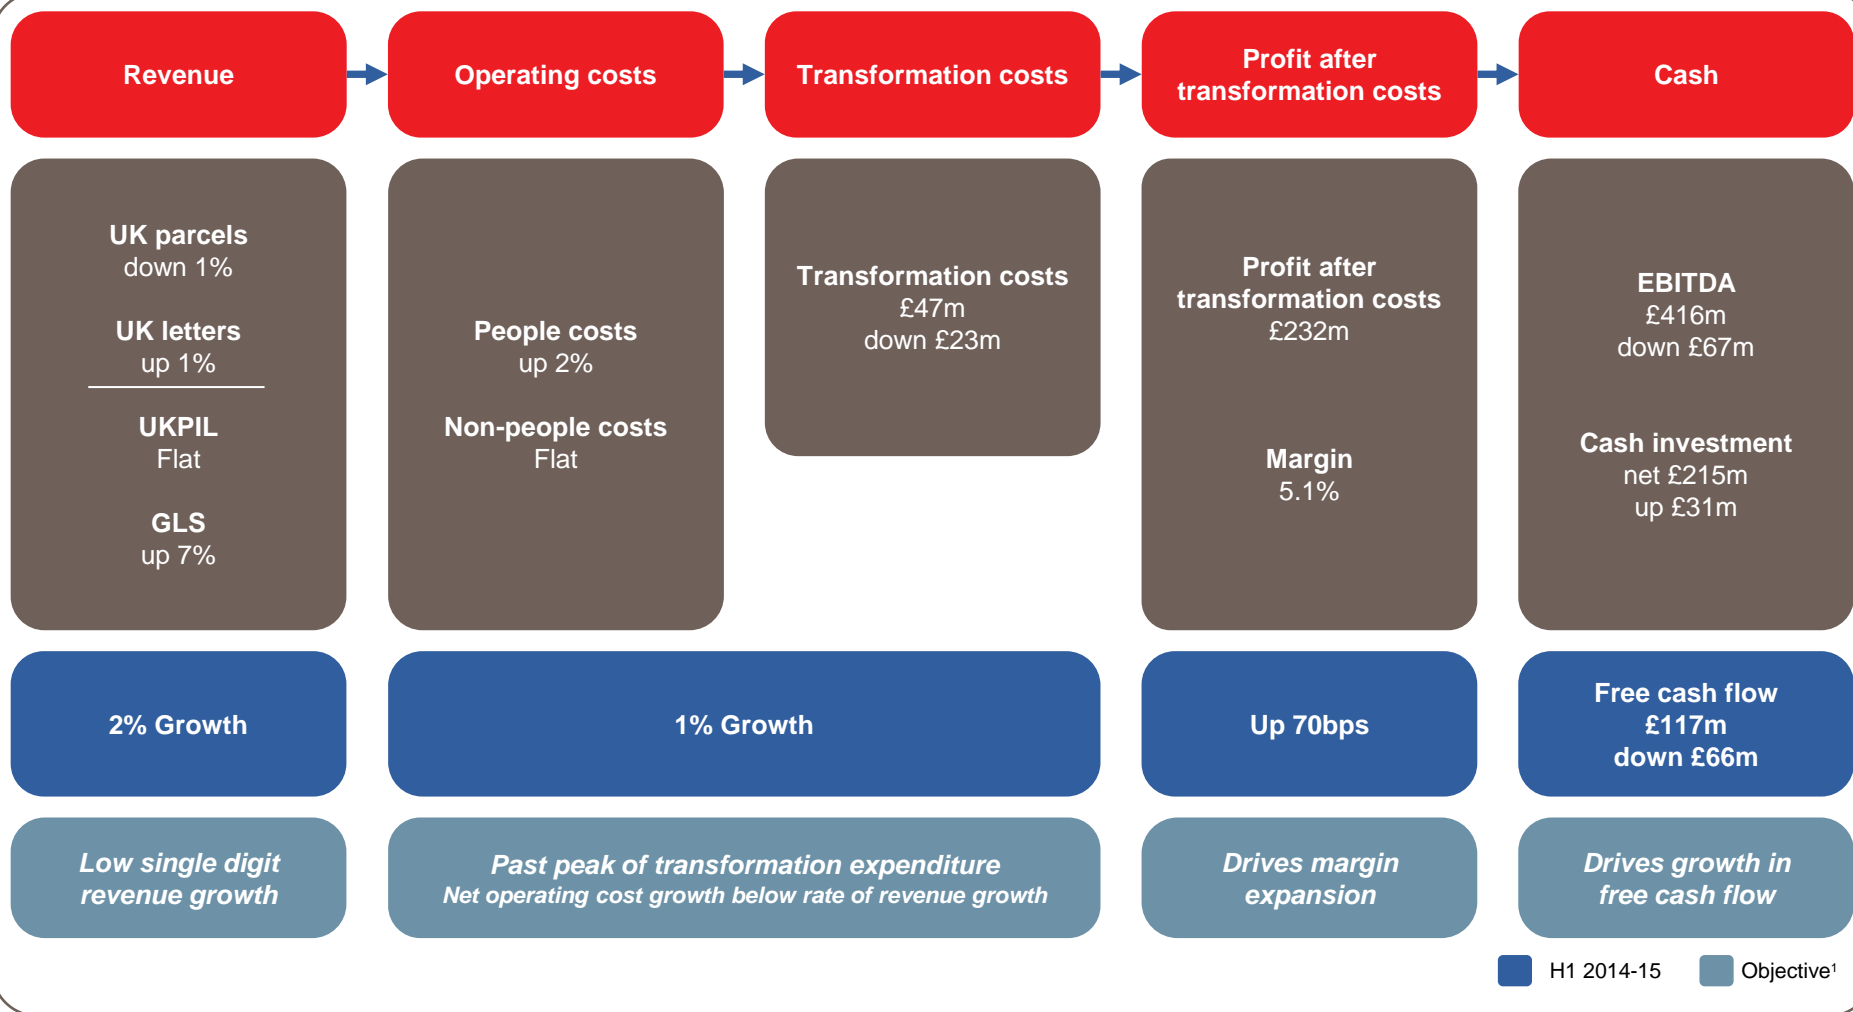 Revenue
Operating costs
Transformation costs
Profit after
transformation costs
Cash
UK parcels
down 1%
UK letters
up 1%
UKPIL
Flat
GLS
up 7%
People costs
up 2%
Non-people costs
Flat
Transformation costs
£47m
down £23m
Profit after
transformation costs
£232m
Margin
5.1%
EBITDA
£416m
down £67m
Cash investment
net £215m
up £31m
2% Growth
1% Growth
Up 70bps
Free cash flow
£117m
down £66m
Low single digit
revenue growth
Past peak of transformation expenditure
Net operating cost growth below rate of revenue growth
Drives margin
expansion
Drives growth in
free cash flow
H1 2014-15
Objective¹